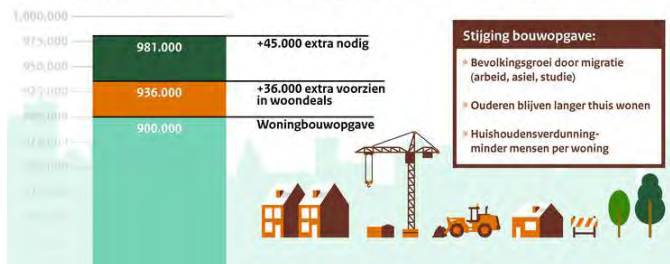 1,000,000
975,000
981.000
+45.000 extra nodig
950,000
936.000
+36.000 extra voorzien
in woondeals
900.000
Woningbouwopgave
Stijging bouwopgave:
Bevolkingsgroei door migratie
(arbeid, asiel, studie)
Ouderen blijven langer thuis wonen
Huishoudensverdunning-
minder mensen per woning